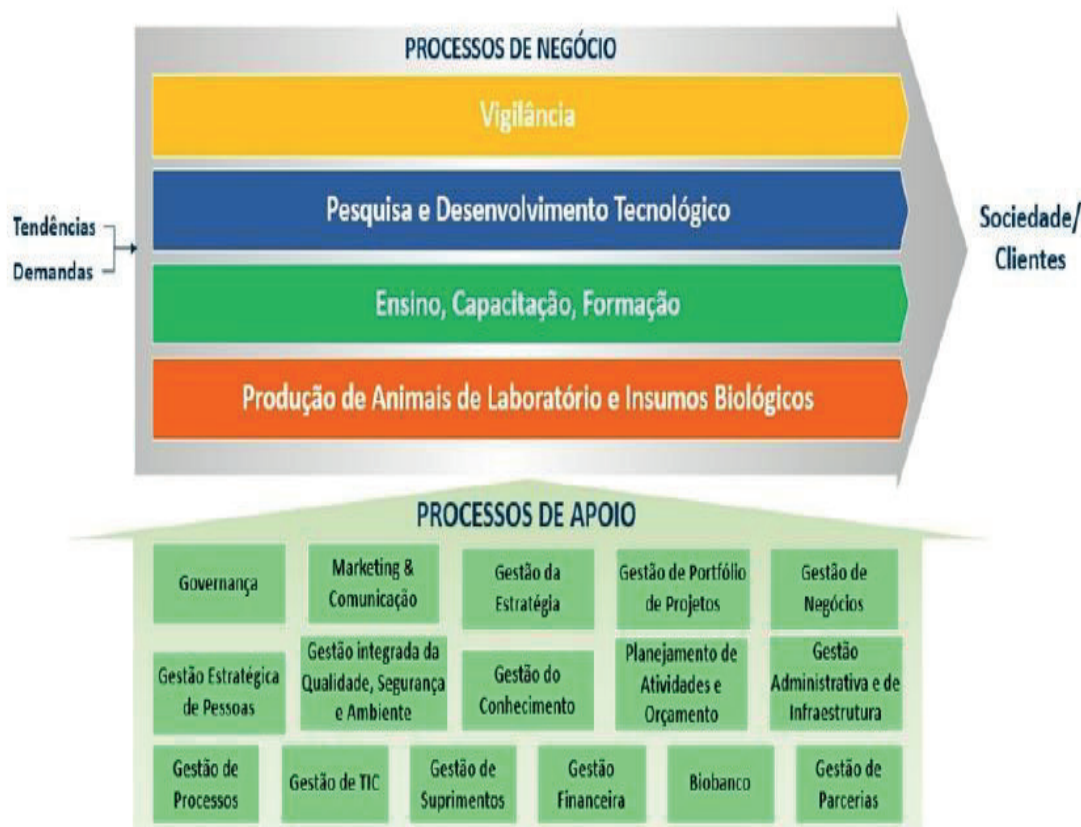 PROCESSOS DE NEGÓCIO
Vigilância
Pesquisa e Desenvolvimento Tecnológico
Tendências
Demandas
Sociedade/
Clientes
Ensino, Capacitação, Formação
Produção de Animais de Laboratório e Insumos Biológicos
PROCESSOS DE APOIO
Governança
Marketing &
Comunicação
Gestão da
Estratégia
Gestão de Portfólio
de Projetos
Gestão de
Negócios
Gestão Estratégica
de Pessoas
Gestão integrada da
Qualidade, Segurança
e Ambiente
Gestão do
Conhecimento
Planejamento de
Atividades e
Orçamento
Gestão
Administrativa e de
Infraestrutura
Gestão de
Processos
Gestão de TIC
Gestão de
Suprimentos
Gestão
Financeira
Biobanco
Gestão de
Parcerias